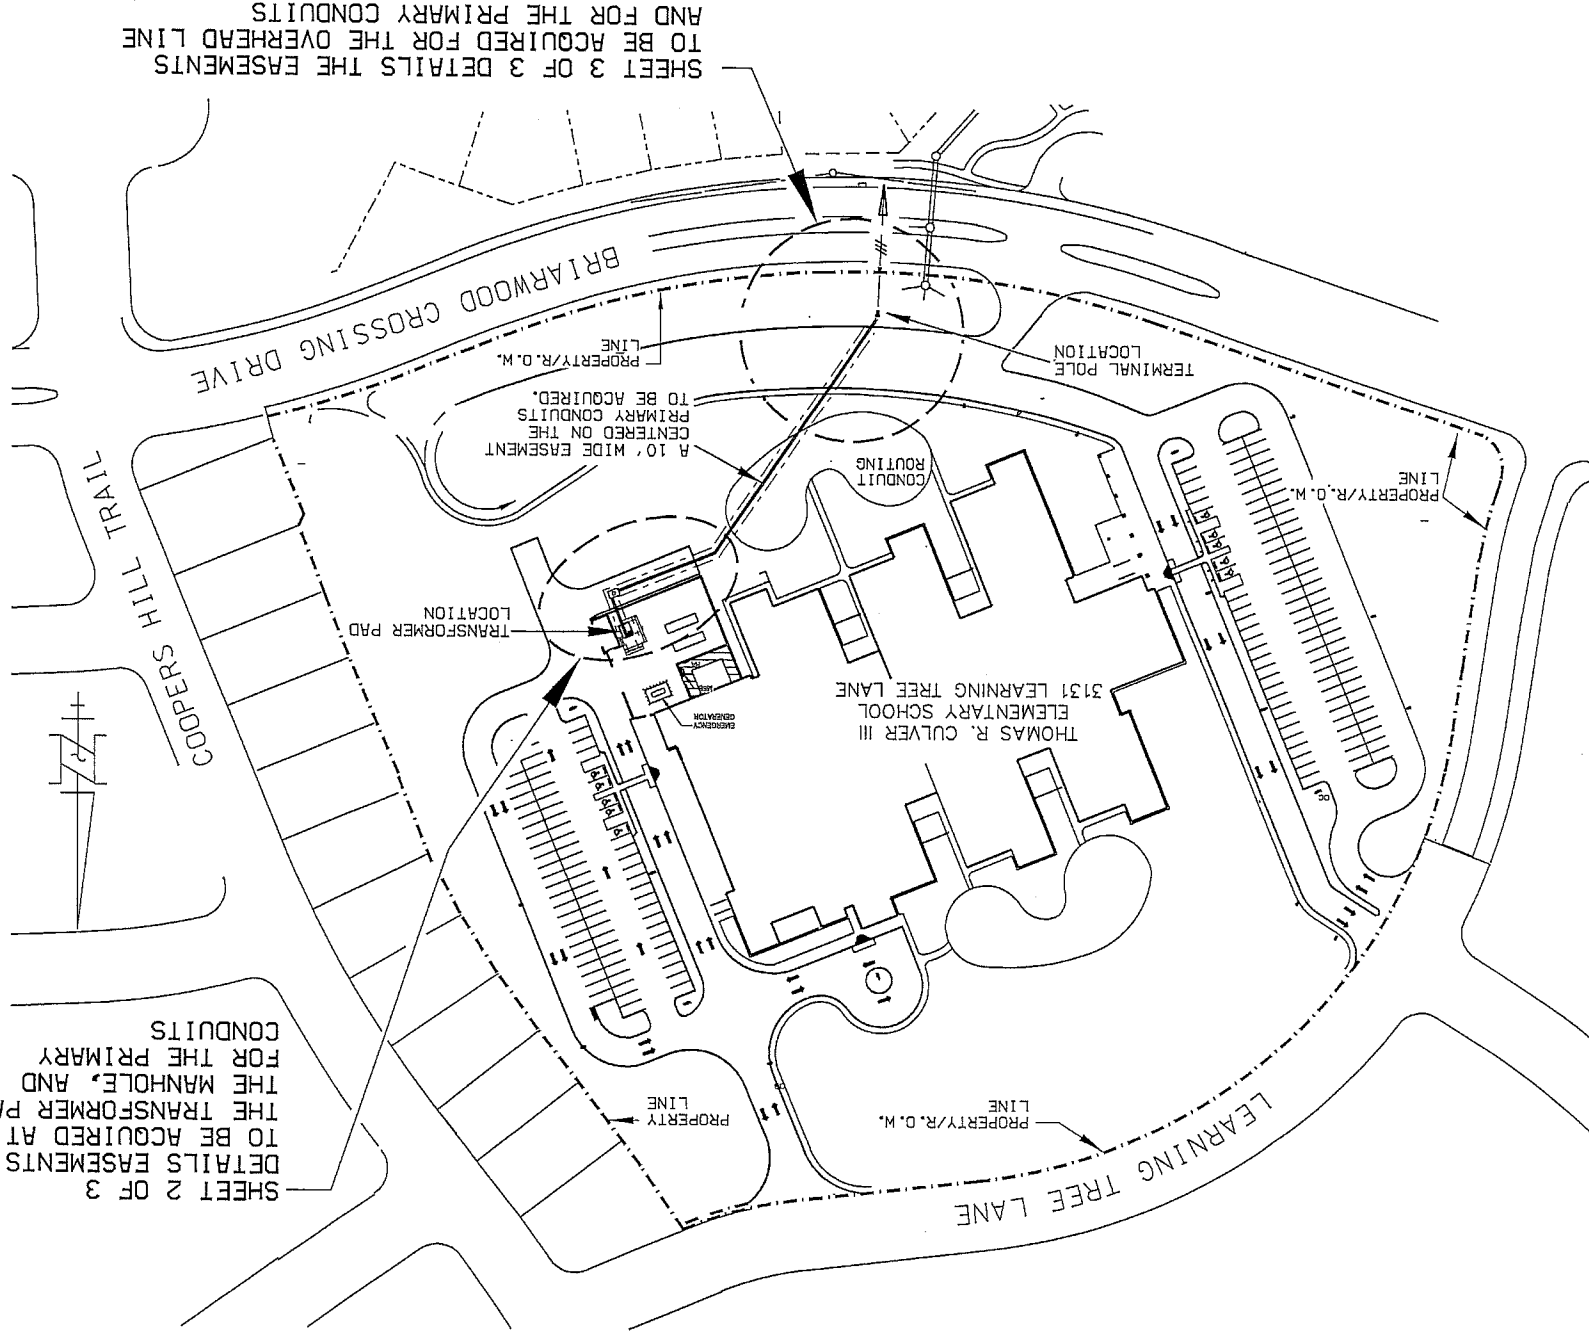 SHEET 2 OF 3
DETAILS EASEMENTS
TO BE ACQUIRED AT
THE TRANSFORMER
THE MANHOLE, AND
FOR THE PRIMARY
CONDUITS
LEARNING TREE LANE
PROPERTY/R.O.W.
LINE
PROPERTY
LINE
COOPERS HILL TRAIL
THOMAS R. CULVER III
ELEMENTARY SCHOOL
3131 LEARNING TREE LANE
EMERGENCY
GENERATOR
TRANSFORMER PAD
LOCATION
PROPERTY/R.O.W.
LINE
CONDUIT
ROUTING
A 10' WIDE EASEMENT
CENTERED ON THE
PRIMARY CONDUITS
TO BE ACQUIRED.
TERMINAL POLE
LOCATION
PROPERTY/R.O.W.
LINE
BRIARWOOD CROSSING DRIVE
SHEET 3 OF 3 DETAILS THE EASEMENTS
TO BE ACQUIRED FOR THE OVERHEAD LINE
AND FOR THE PRIMARY CONDUITS